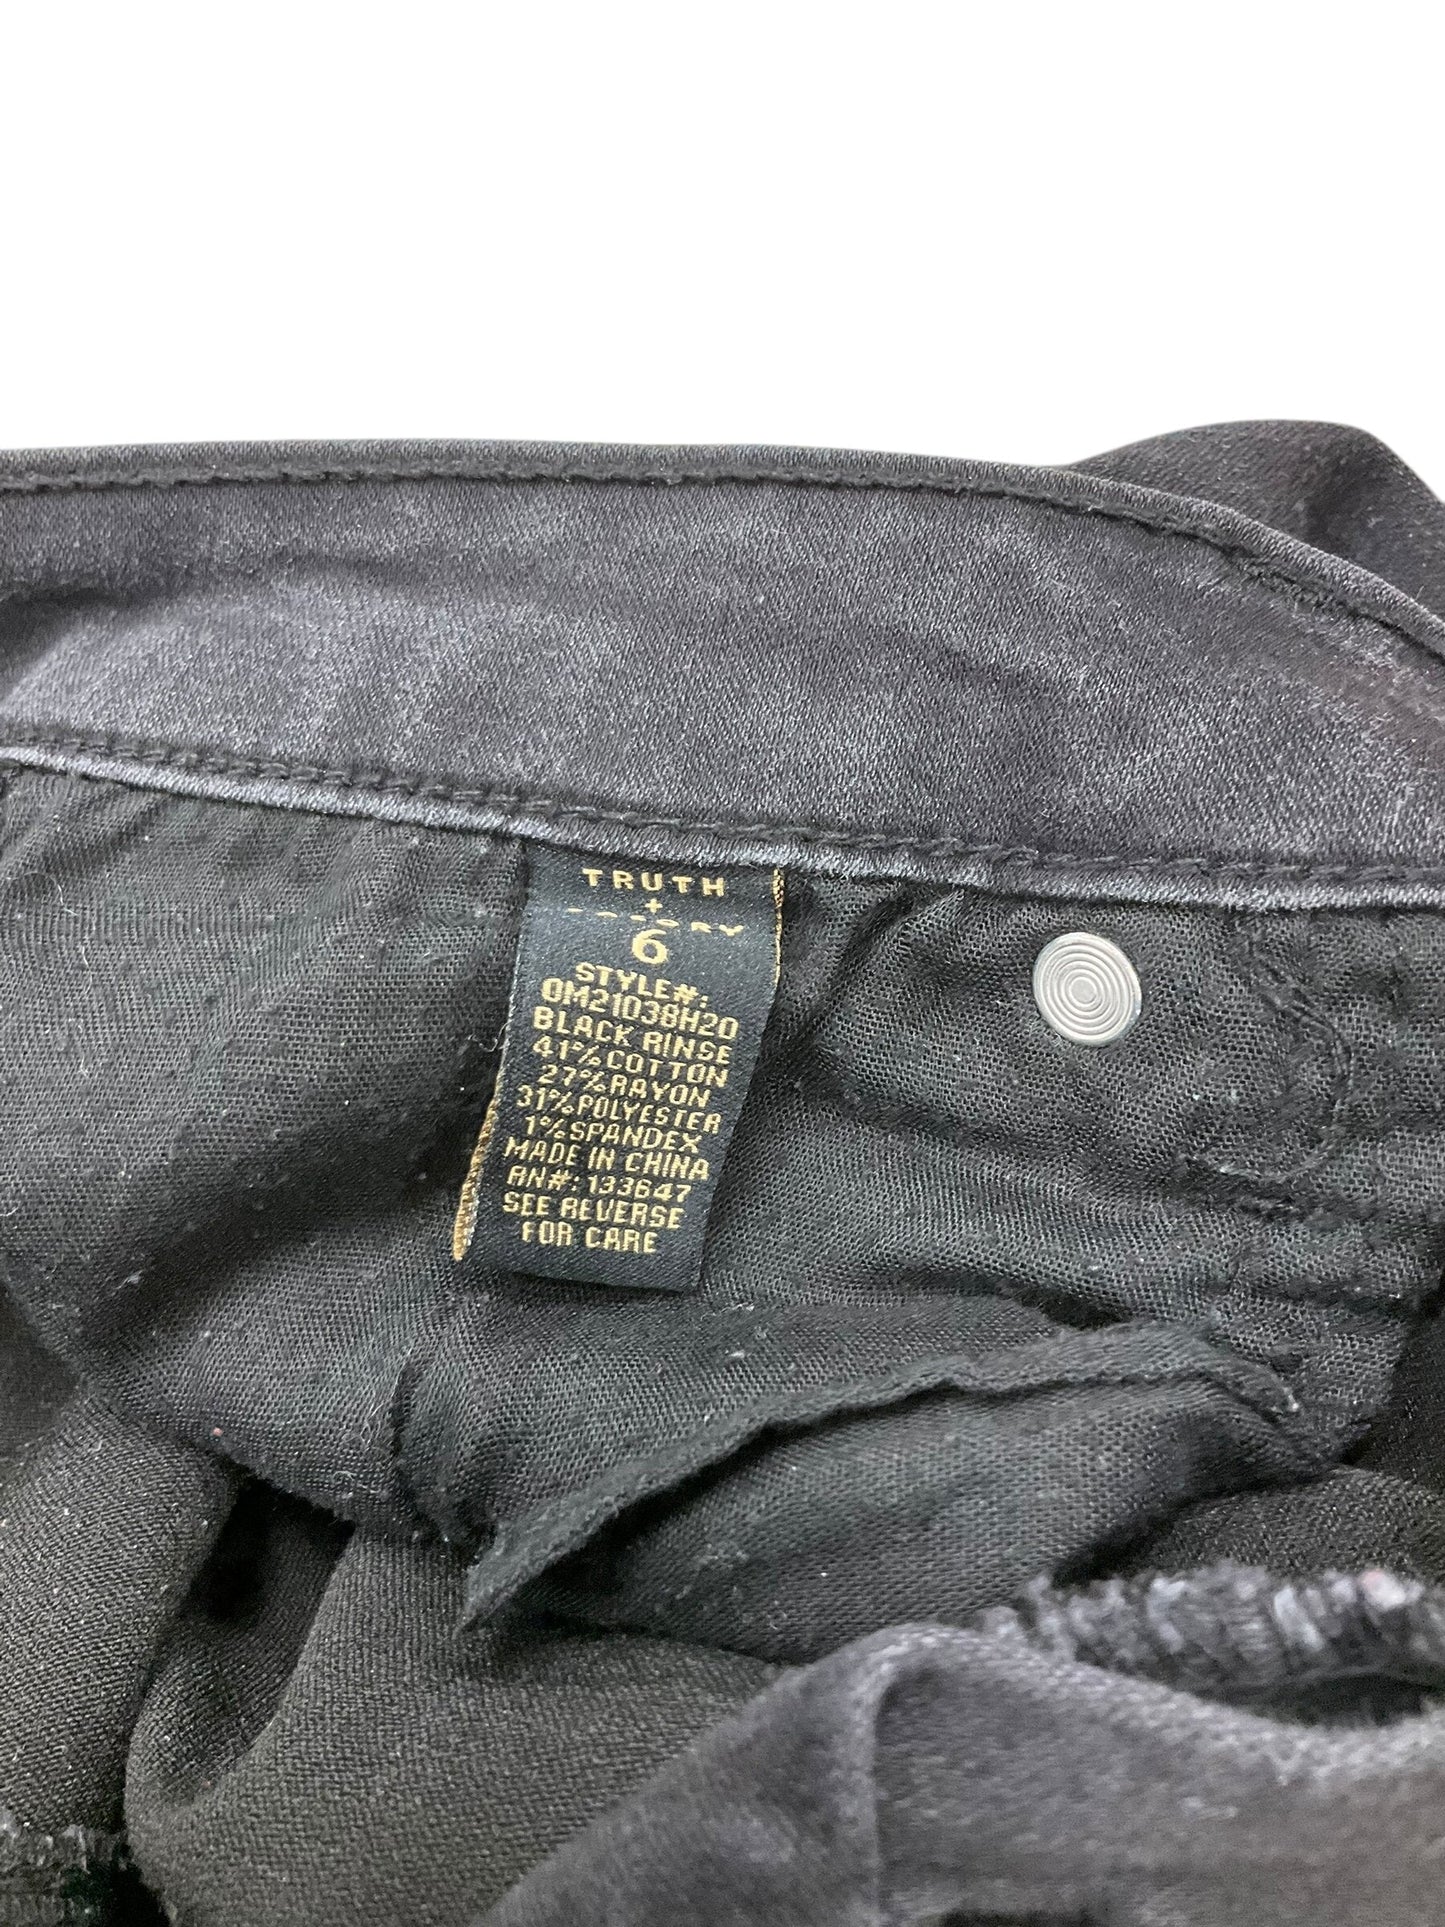 TRUTH
+
6
STYLE#:
0M21038H20
BLACK RINSE
41%COTTON
27%RAYON
31%POLYESTER
1%SPANDEX
MADE IN CHINA
RN#:133647
SEE REVERSE
FOR CARE